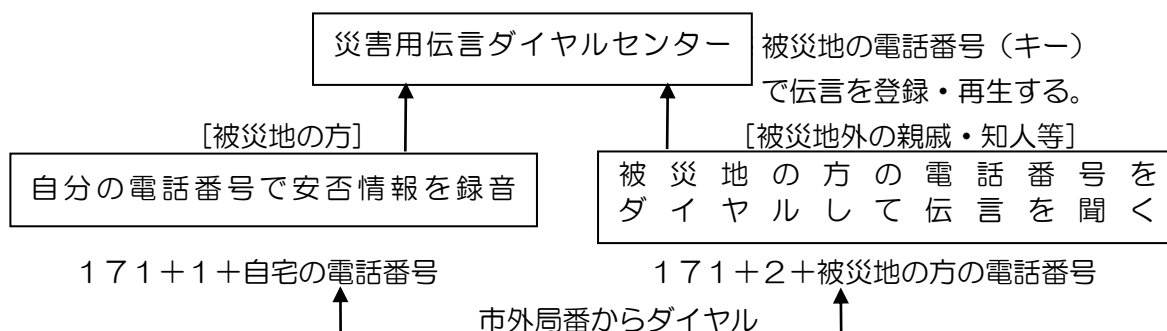 災害用伝言ダイヤルセンター
被災地の電話番号（キー）
で伝言を登録・再生する。
[被災地の方]
[被災地外の親戚・知人等]
自分の電話番号で安否情報を録音
被災地の方の電話番号を
ダイヤルして伝言を聞く
１７１＋１＋自宅の電話番号
１７１＋２＋被災地の方の電話番号
市外局番からダイヤル